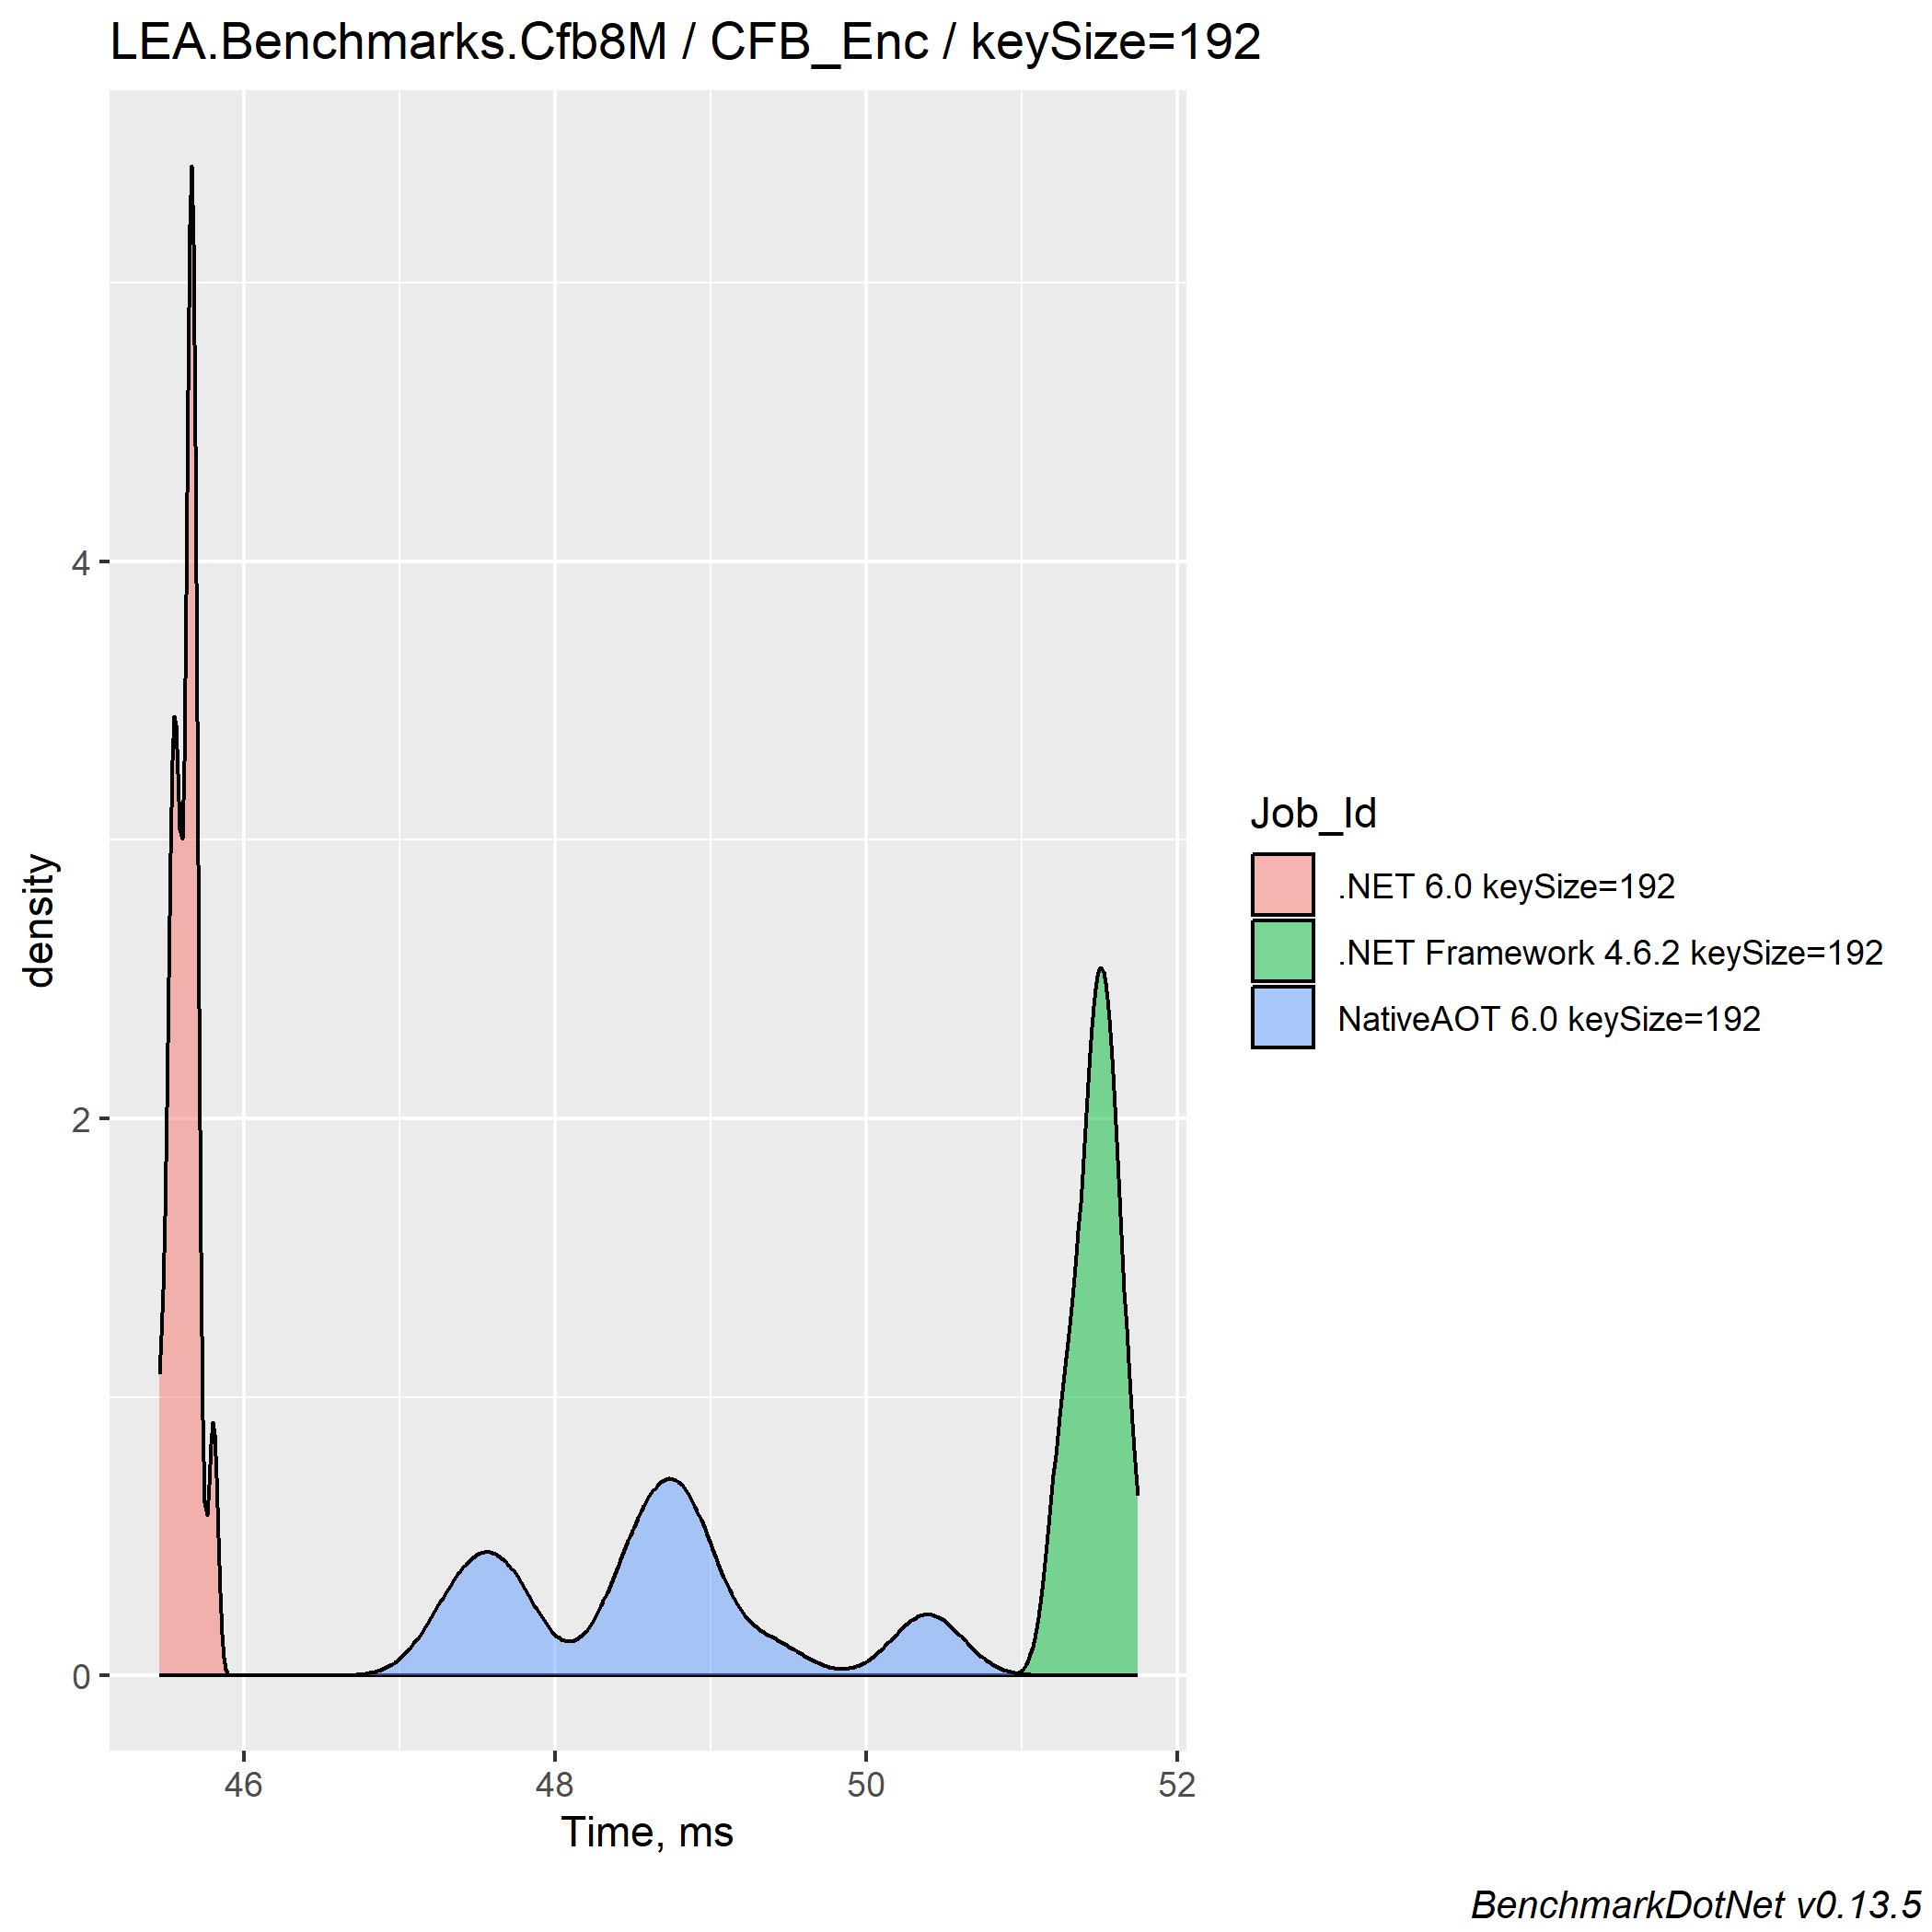 LEA.Benchmarks.Cfb8M / CFB_Enc / keySize=192
density
4
2
0
46 48 50 52
Time, ms
Job_Id
.NET 6.0 keySize=192
.NET Framework 4.6.2 keySize=192
NativeAOT 6.0 keySize=192
BenchmarkDotNet v0.13.5